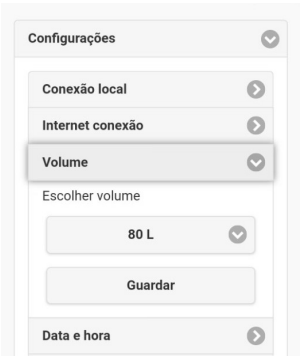 Configurações
Conexão local
Internet conexão
Volume
Escolher volume
80 L
Guardar
Data e hora